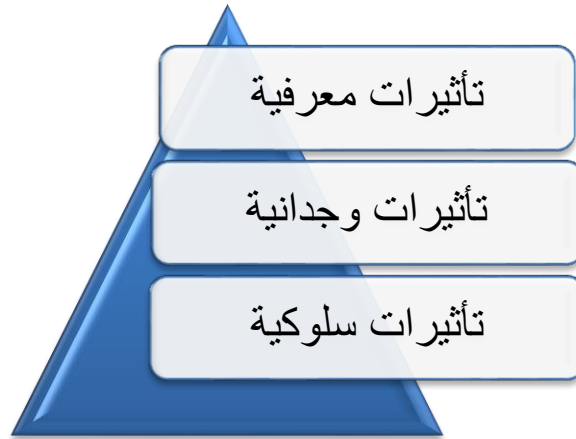 تأثيرات معرفية
تأثيرات وجدانية
تأثيرات سلوكية